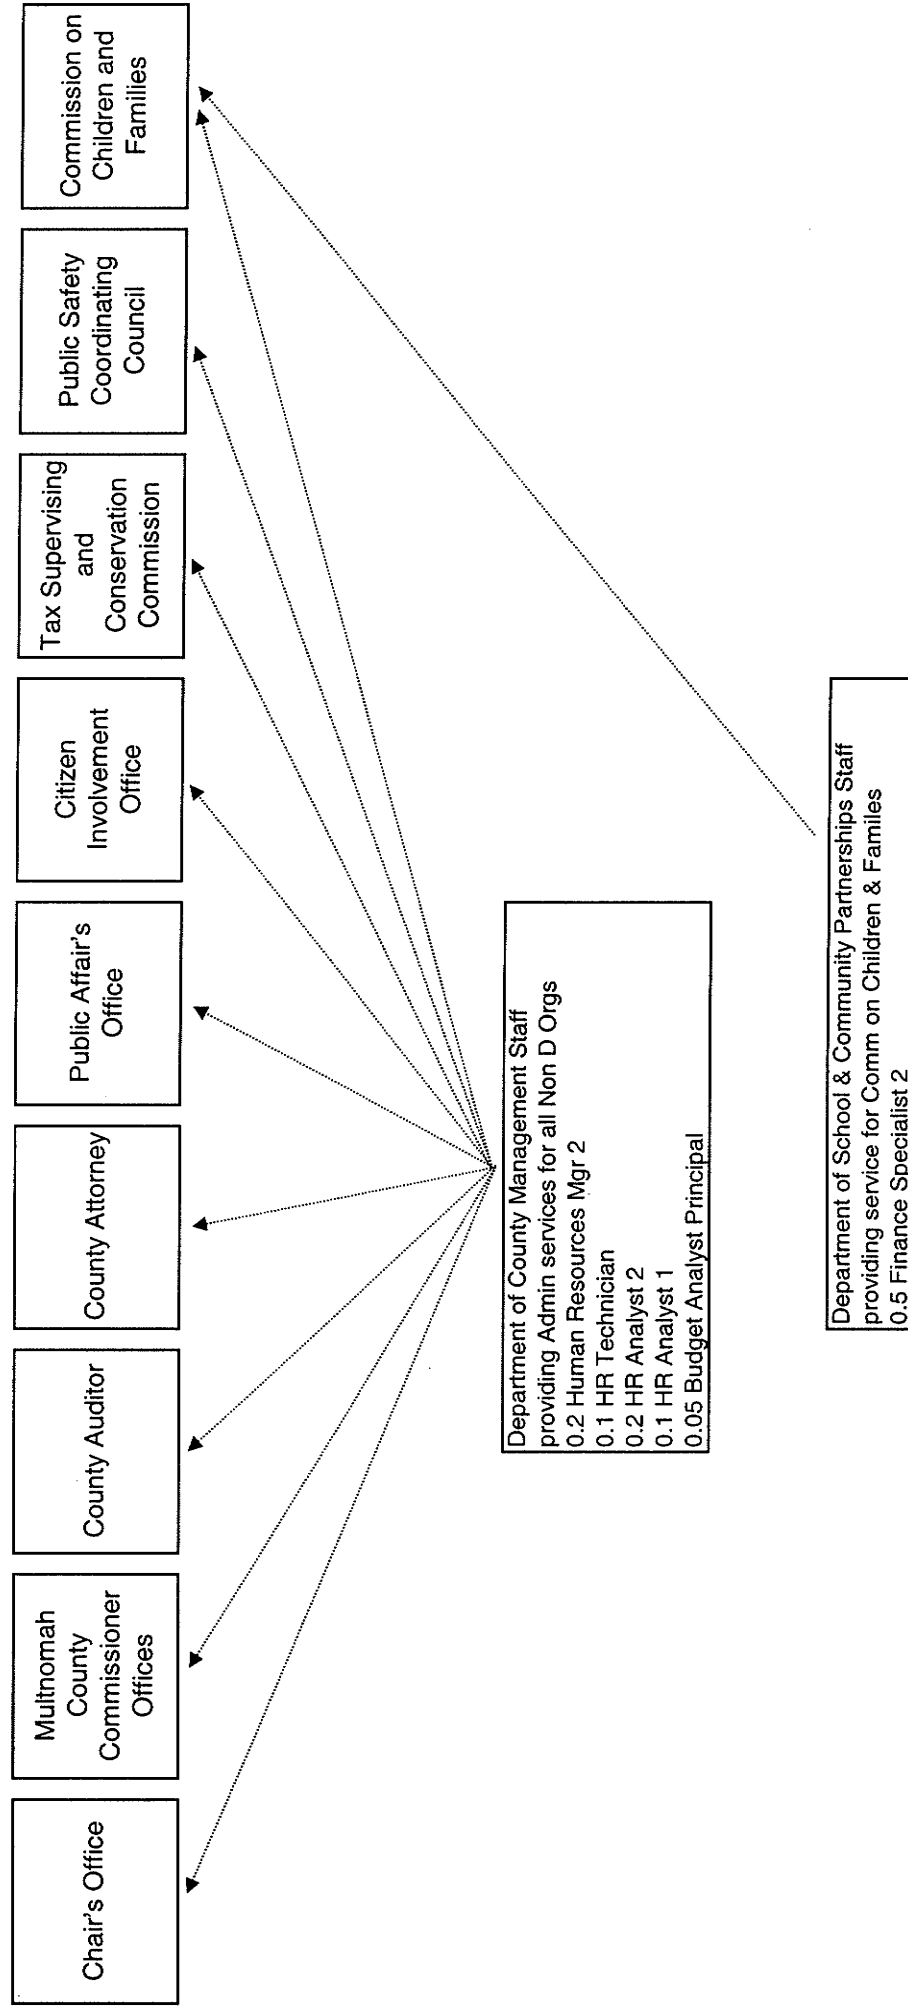 Chair's Office
Multnomah
County
Commissioner
Offices
County Auditor
County Attorney
Public Affair's
Office
Citizen
Involvement
Office
Tax Supervising
and
Conservation
Commission
Public Safety
Coordinating
Council
Commission on
Children and
Families
Department of County Management Staff
providing Admin services for all Non D Orgs
0.2 Human Resources Mgr 2
0.1 HR Technician
0.2 HR Analyst 2
0.1 HR Analyst 1
0.05 Budget Analyst Principal
Department of School & Community Partnerships Staff
providing service for Comm on Children & Familes
0.5 Finance Specialist 2